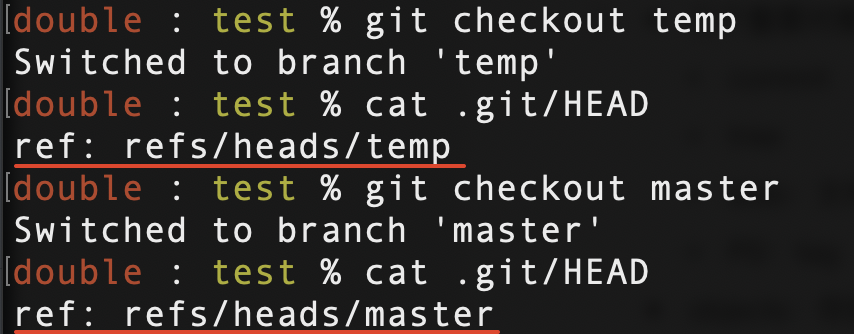 [double : test % git checkout temp
Switched to branch 'temp'
[double : test % cat .git/HEAD
ref: refs/heads/temp
[double : test % git checkout master
Switched to branch 'master'
[double : test % cat .git/HEAD
ref: refs/heads/master